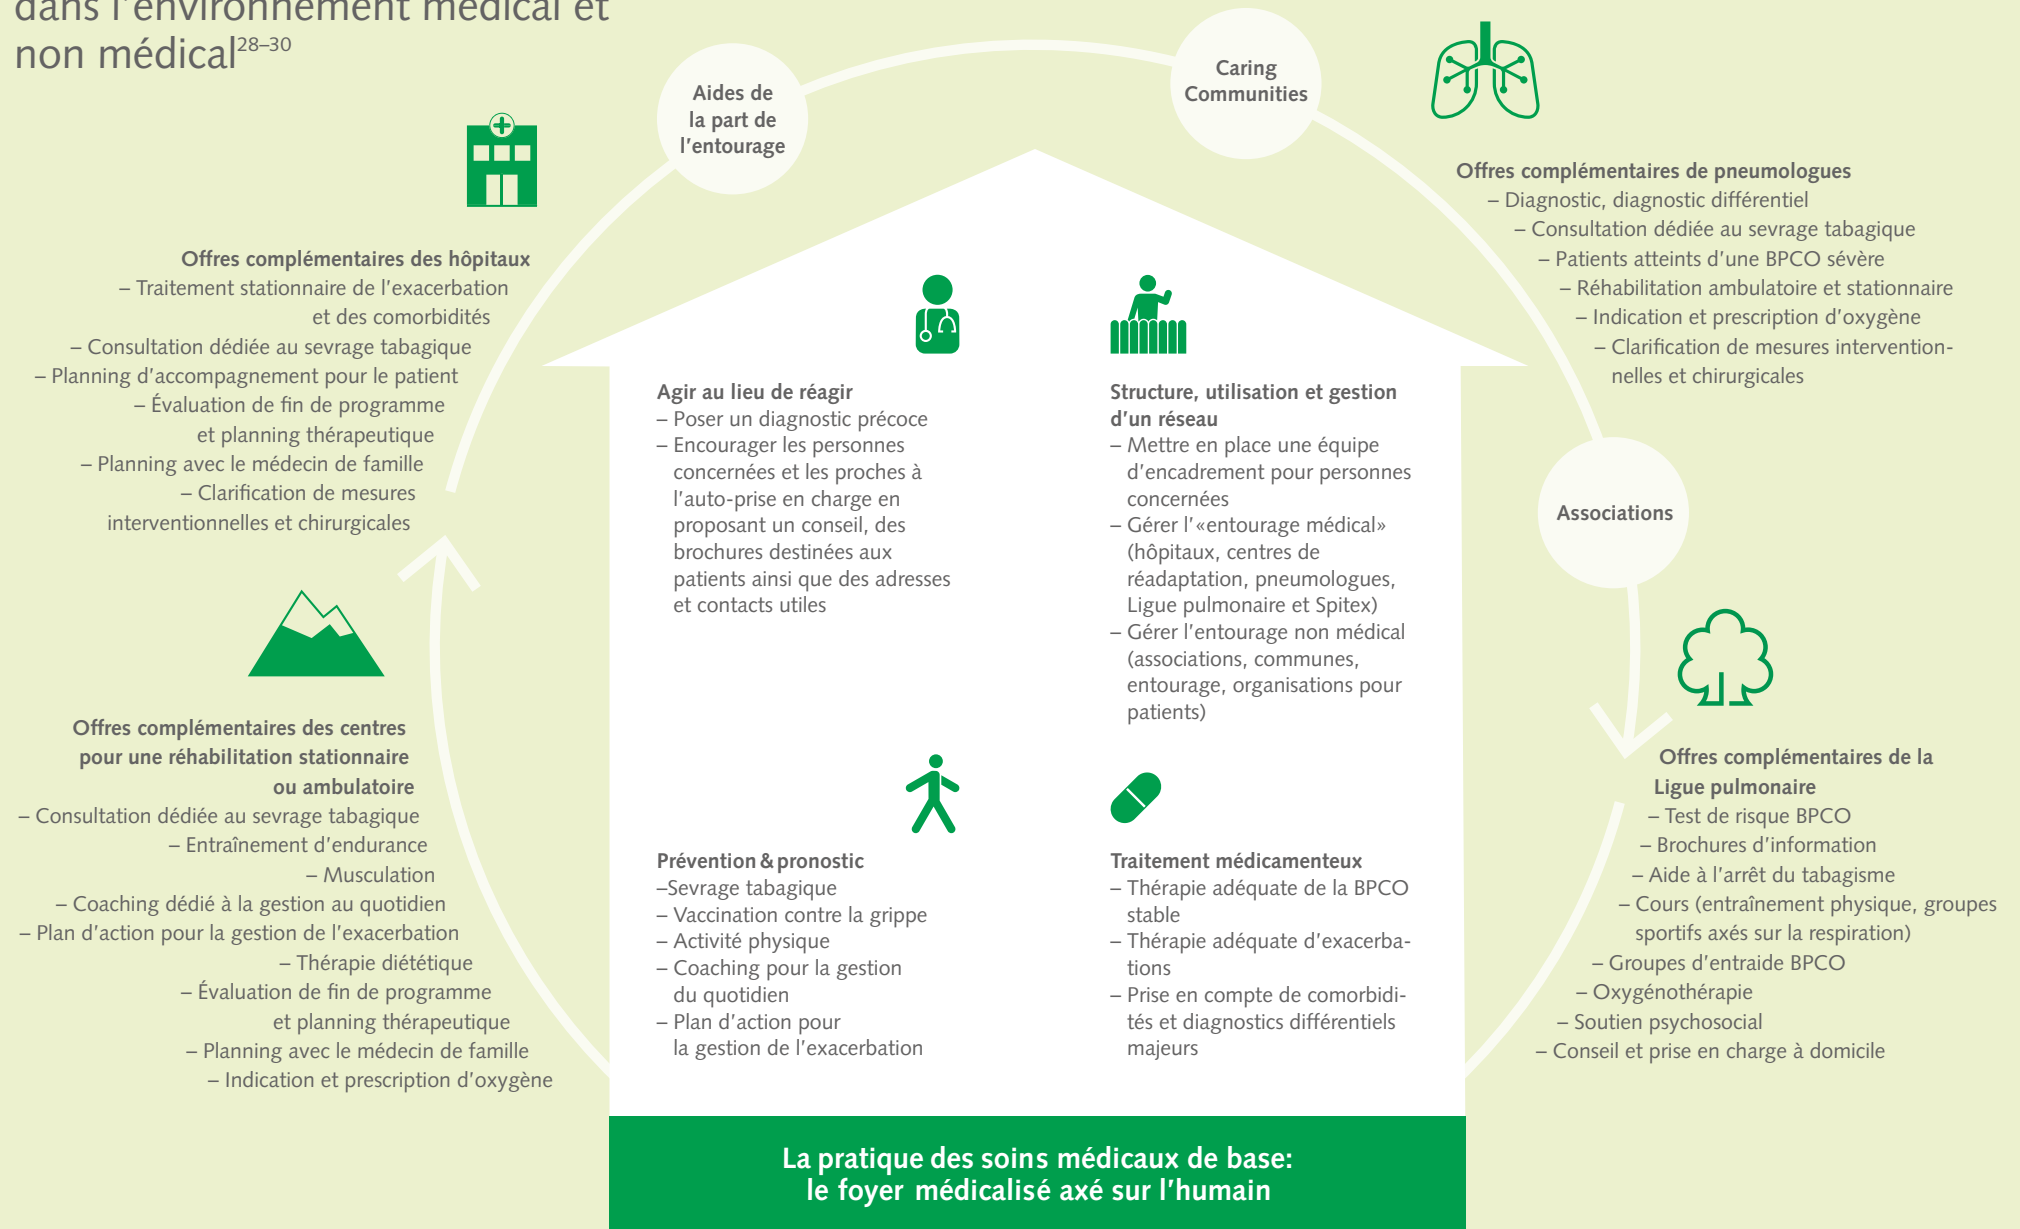 dans l'environnement médical et
non médical28–30
Aides de
la part de
l'entourage
Caring
Communities
Offres complémentaires des hôpitaux
– Traitement stationnaire de l'exacerbation
et des comorbidités
– Consultation dédiée au sevrage tabagique
– Planning d'accompagnement pour le patient
– Évaluation de fin de programme
et planning thérapeutique
– Planning avec le médecin de famille
– Clarification de mesures
interventionnelles et chirurgicales
Offres complémentaires de pneumologues
– Diagnostic, diagnostic différentiel
– Consultation dédiée au sevrage tabagique
– Patients atteints d'une BPCO sévère
– Réhabilitation ambulatoire et stationnaire
– Indication et prescription d'oxygène
– Clarification de mesures intervention-
nelles et chirurgicales
Agir au lieu de réagir
– Poser un diagnostic précoce
– Encourager les personnes
concernées et les proches à
l'auto-prise en charge en
proposant un conseil, des
brochures destinées aux
patients ainsi que des adresses
et contacts utiles
Structure, utilisation et gestion
d'un réseau
– Mettre en place une équipe
d'encadrement pour personnes
concernées
– Gérer l'«entourage médical»
(hôpitaux, centres de
réadaptation, pneumologues,
Ligue pulmonaire et Spitex)
– Gérer l'entourage non médical
(associations, communes,
entourage, organisations pour
patients)
Associations
Offres complémentaires des centres
pour une réhabilitation stationnaire
ou ambulatoire
– Consultation dédiée au sevrage tabagique
– Entraînement d'endurance
– Musculation
– Coaching dédié à la gestion au quotidien
– Plan d'action pour la gestion de l'exacerbation
– Thérapie diététique
– Évaluation de fin de programme
et planning thérapeutique
– Planning avec le médecin de famille
– Indication et prescription d'oxygène
Prévention & pronostic
–Sevrage tabagique
– Vaccination contre la grippe
– Activité physique
– Coaching pour la gestion
du quotidien
– Plan d'action pour
la gestion de l'exacerbation
Traitement médicamenteux
– Thérapie adéquate de la BPCO
stable
– Thérapie adéquate d'exacerba-
tions
– Prise en compte de comorbidi-
tés et diagnostics différentiels
majeurs
Offres complémentaires de la
Ligue pulmonaire
– Test de risque BPCO
– Brochures d'information
– Aide à l'arrêt du tabagisme
– Cours (entraînement physique, groupes
sportifs axés sur la respiration)
– Groupes d'entraide BPCO
– Oxygénothérapie
– Soutien psychosocial
– Conseil et prise en charge à domicile
La pratique des soins médicaux de base:
le foyer médicalisé axé sur l'humain